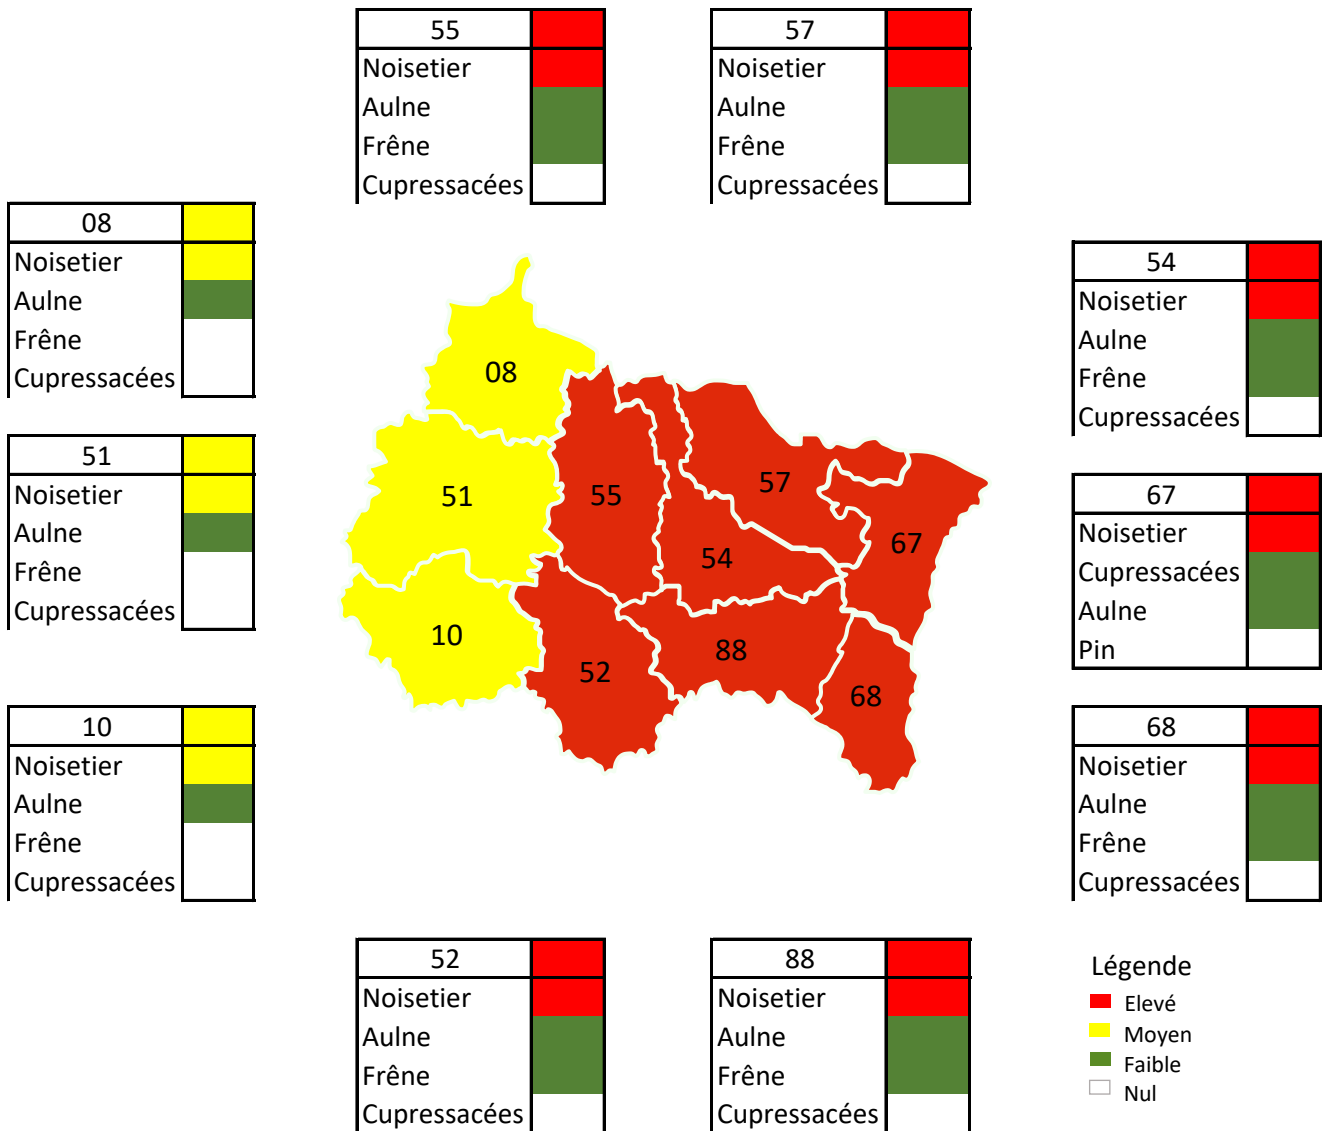 55
Noisetier
Aulne
Frêne
Cupressacées
57
Noisetier
Aulne
Frêne
Cupressacées
08
Noisetier
Aulne
Frêne
Cupressacées
51
Noisetier
Aulne
Frêne
Cupressacées
10
Noisetier
Aulne
Frêne
Cupressacées
08
51
55
57
54
67
10
52
88
68
54
Noisetier
Aulne
Frêne
Cupressacées
67
Noisetier
Cupressacées
Aulne
Pin
68
Noisetier
Aulne
Frêne
Cupressacées
52
Noisetier
Aulne
Frêne
Cupressacées
88
Noisetier
Aulne
Frêne
Cupressacées
Légende
Elevé
Moyen
Faible
Nul